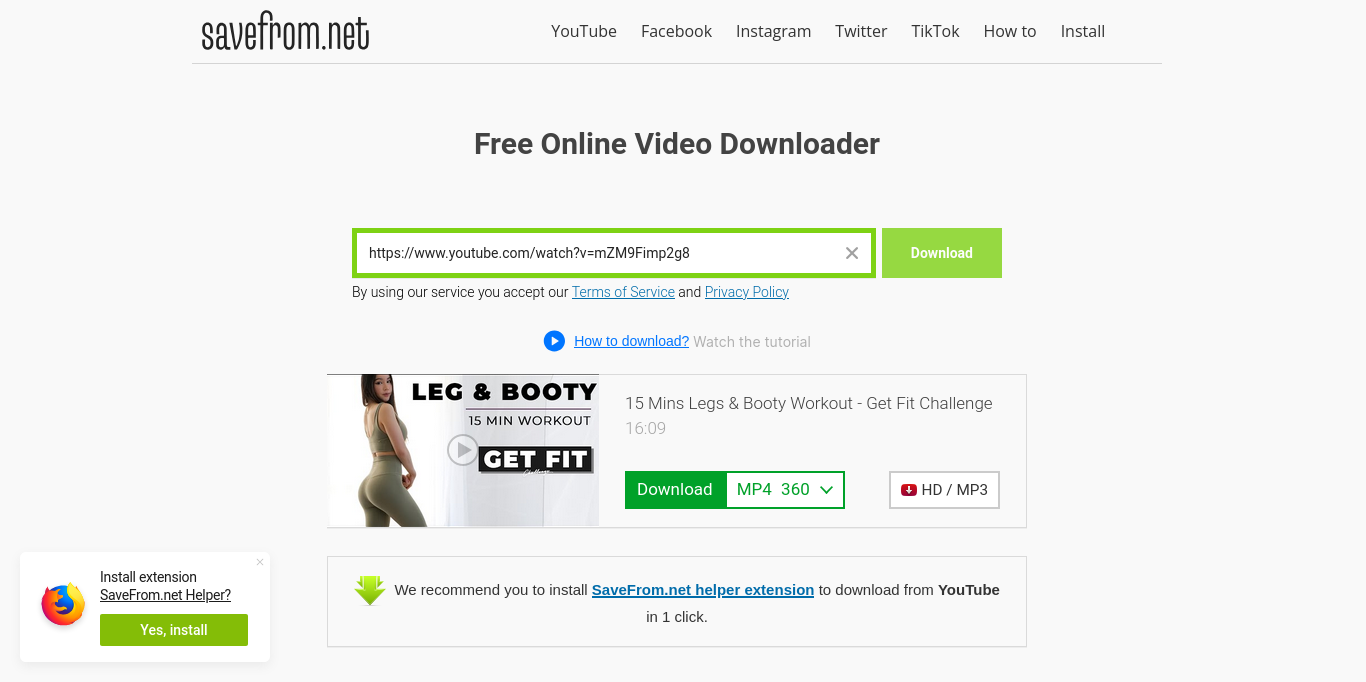 savefrom.net
YouTube Facebook Instagram Twitter TikTok How to Install
Free Online Video Downloader
https://www.youtube.com/watch?v=mZM9Fimp2g8
Download
By using our service you accept our Terms of Service and Privacy Policy
How to download? Watch the tutorial
LEG & BOOTY
15 MIN WORKOUT
GET FIT
15 Mins Legs & Booty Workout - Get Fit Challenge
16:09
Download MP4 360
HD / MP3
We recommend you to install SaveFrom.net helper extension to download from YouTube
in 1 click.
Install extension
SaveFrom.net Helper?
Yes, install